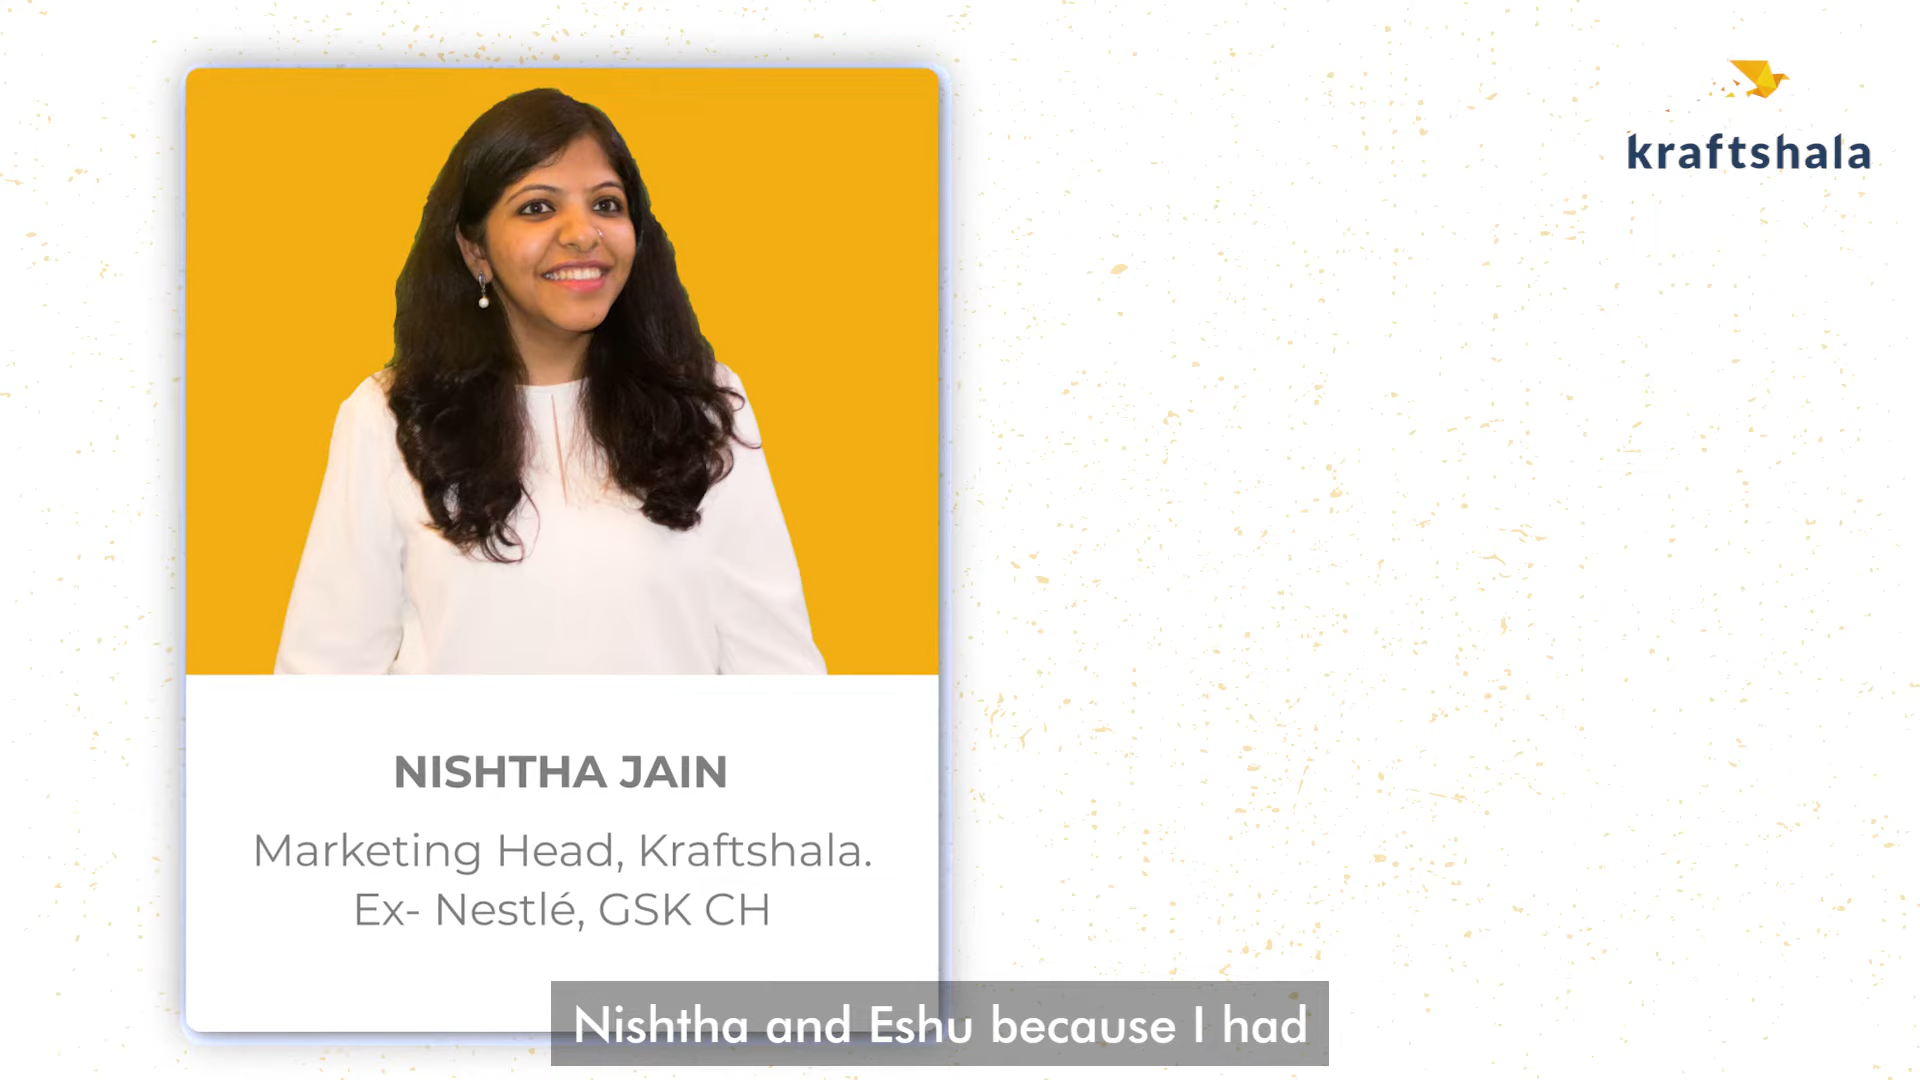 kraftshala
NISHTHA JAIN
Marketing Head, Kraftshala.
Ex- Nestlé, GSK CH
Nishtha and Eshu because I had